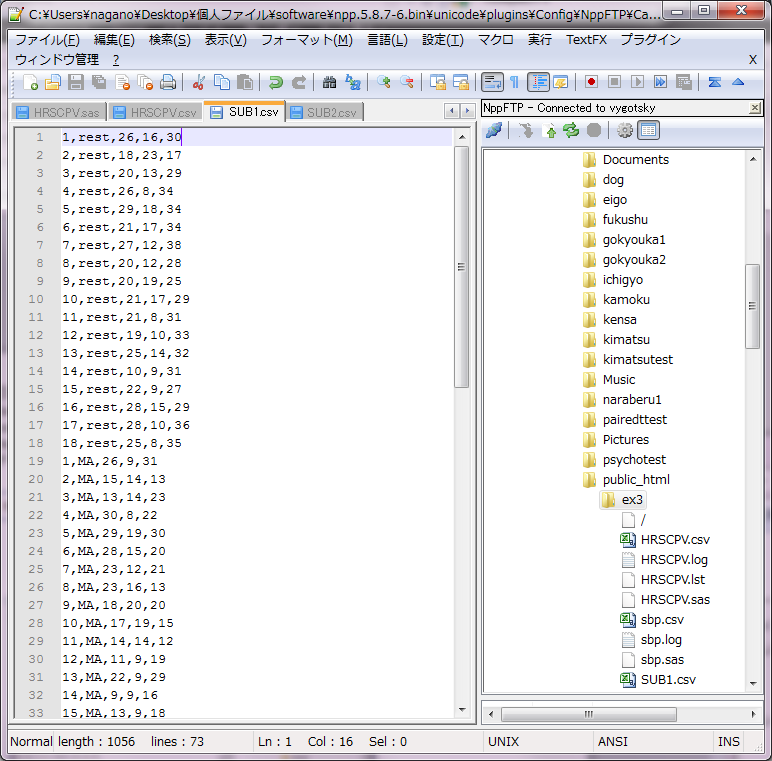 C:¥Users¥nagano¥Desktop¥個人ファイル¥software¥npp.5.8.7-6.bin¥unicode¥plugins¥Config¥NppFTP¥Ca...
ファイル(F) 編集(E) 検索(S) 表示(V) フォーマット(M) 言語(L) 設定(T) マクロ 実行 TextFX プラグイン
ウィンドウ管理 ? X
HRSCPV.sas HRSCPV.csv SUB1.csv SUB2.csv
1 1,rest,26,16,30
2 2,rest,18,23,17
3 3,rest,20,13,29
4 4,rest,26,8,34
5 5,rest,29,18,34
6 6,rest,21,17,34
7 7,rest,27,12,38
8 8,rest,20,12,28
9 9,rest,20,19,25
10 10,rest,21,17,29
11 11,rest,21,8,31
12 12,rest,19,10,33
13 13,rest,25,14,32
14 14,rest,10,9,31
15 15,rest,22,9,27
16 16,rest,28,15,29
17 17,rest,28,10,36
18 18,rest,25,8,35
19 1,MA,26,9,31
20 2,MA,15,14,13
21 3,MA,13,14,23
22 4,MA,30,8,22
23 5,MA,29,19,30
24 6,MA,28,15,20
25 7,MA,23,12,21
26 8,MA,23,16,13
27 9,MA,18,20,20
28 10,MA,17,19,15
29 11,MA,14,14,12
30 12,MA,11,9,19
31 13,MA,22,9,29
32 14,MA,9,9,16
33 15,MA,13,9,18
NppFTP - Connected to vygotsky
Documents
dog
eigo
fukushu
gokyouka1
gokyouka2
ichigyo
kamoku
kensa
kimatsu
kimatsutest
Music
naraberu1
pairedttest
Pictures
psychotest
public_html
ex3
/
HRSCPV.csv
HRSCPV.log
HRSCPV.lst
HRSCPV.sas
sbp.csv
sbp.log
sbp.sas
SUB1.csv
Normal length : 1056 lines : 73 Ln : 1 Col : 16 Sel : 0 UNIX ANSI INS